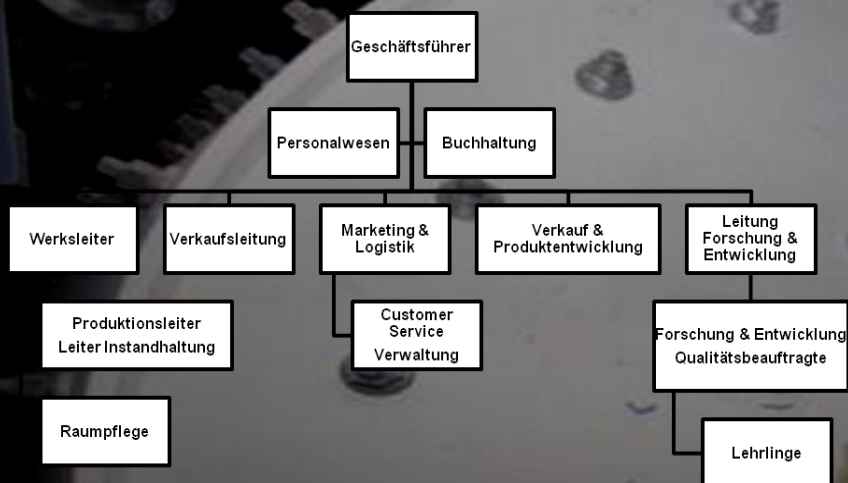 Geschäftsführer
Personalwesen
Buchhaltung
Werksleiter
Verkaufsleitung
Marketing &
Logistik
Verkauf &
Produktentwicklung
Leitung
Forschung &
Entwicklung
Produktionsleiter
Leiter Instandhaltung
Customer
Service
Verwaltung
Forschung & Entwicklung
Qualitätsbeauftragte
Raumpflege
Lehrlinge